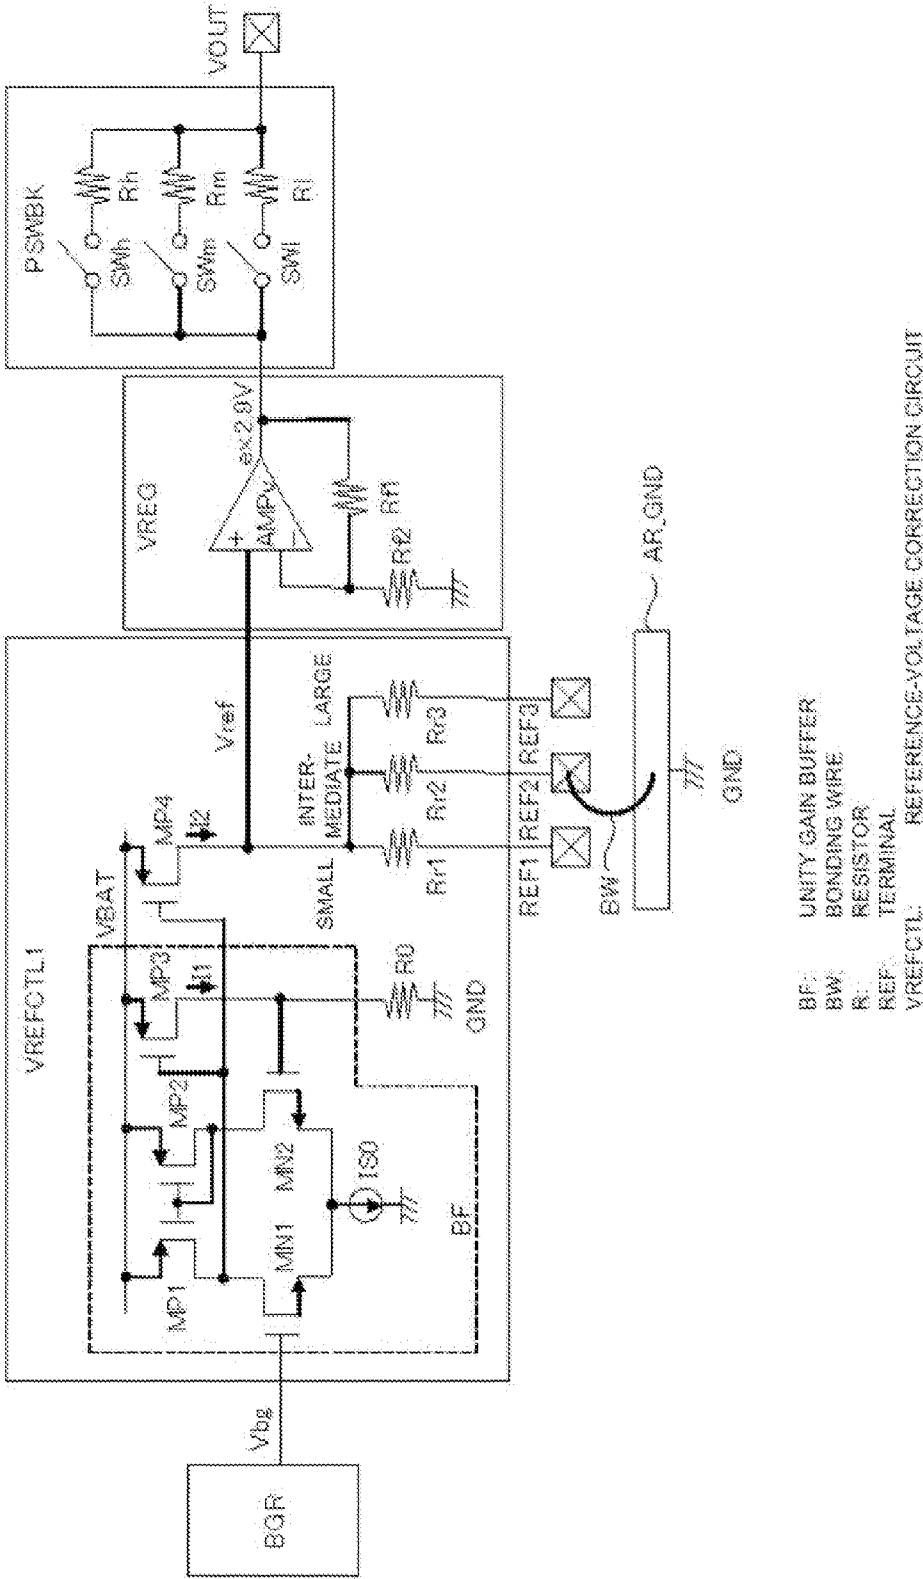 BGR
Vbg
VREFCTL1
VBAT
MP1
MP2
MP3
MP4
I1
I2
MN1
MN2
IS0
BF
R0
GND
Vref
SMALL
INTER-
MEDIATE
LARGE
Rr1
Rr2
Rr3
REF1
REF2
REF3
BW
AR_GND
GND
VREG
+
AMPv
-
ex2.9V
Rf1
Rf2
PSWBK
SWh
Rh
SWm
Rm
SWl
Rl
VOUT
BF: UNITY GAIN BUFFER
BW: BONDING WIRE
R: RESISTOR
REF: TERMINAL
VREFCTL: REFERENCE-VOLTAGE CORRECTION CIRCUIT